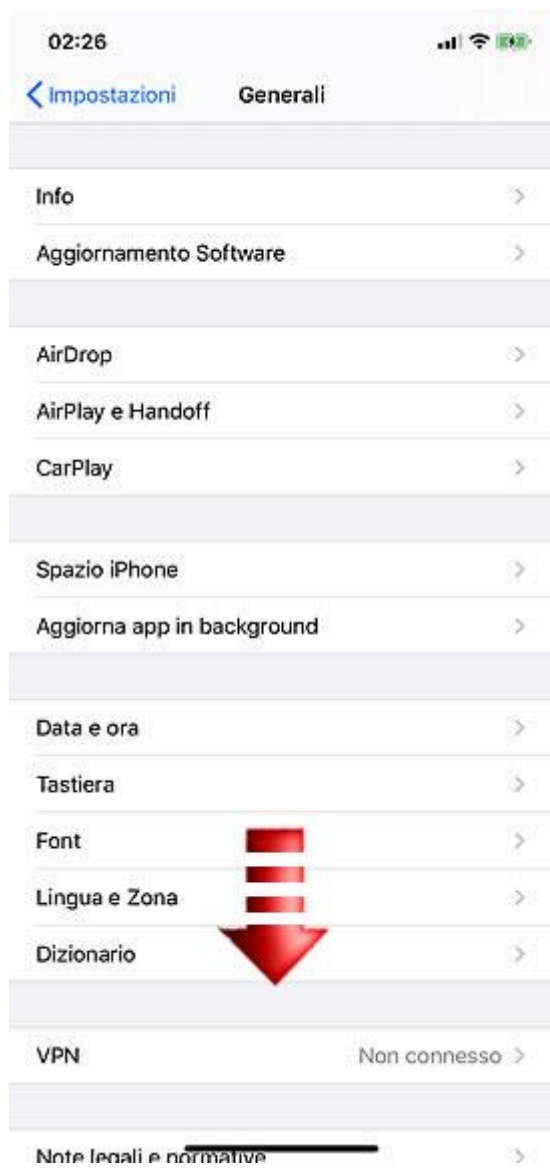 02:26
Impostazioni Generali
Info
Aggiornamento Software
AirDrop
AirPlay e Handoff
CarPlay
Spazio iPhone
Aggiorna app in background
Data e ora
Tastiera
Font
Lingua e Zona
Dizionario
VPN Non connesso
Note legali e normative